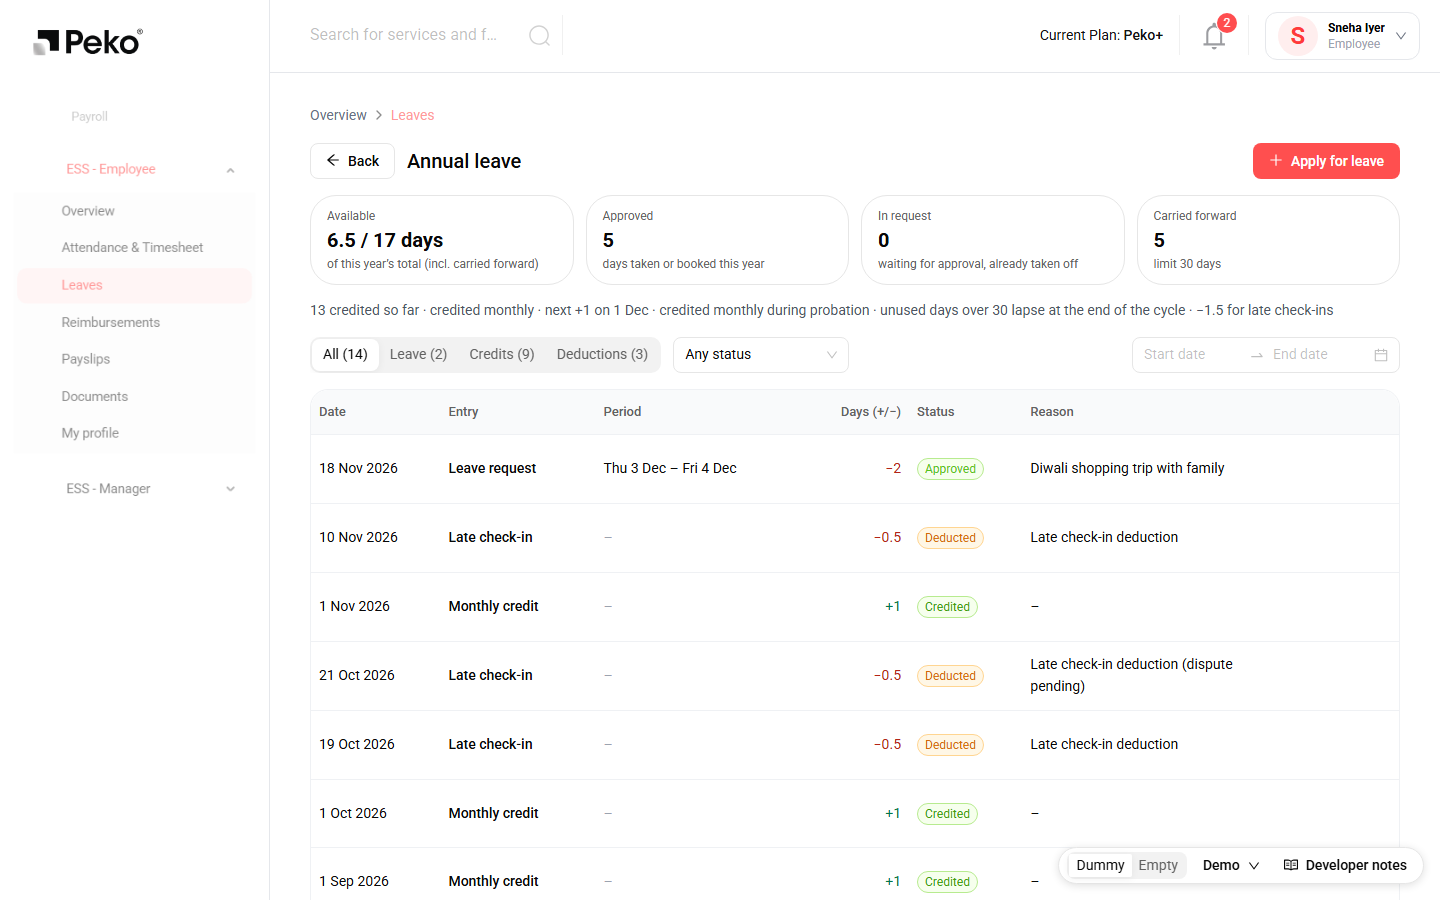 Peko®
Search for services and f...
Current Plan: Peko+
2
S
Sneha Iyer
Employee
Payroll
ESS - Employee
Overview
Attendance & Timesheet
Leaves
Reimbursements
Payslips
Documents
My profile
ESS - Manager
Overview > Leaves
Back
Annual leave
Apply for leave
Available
6.5 / 17 days
of this year's total (incl. carried forward)
Approved
5
days taken or booked this year
In request
0
waiting for approval, already taken off
Carried forward
5
limit 30 days
13 credited so far · credited monthly · next +1 on 1 Dec · credited monthly during probation · unused days over 30 lapse at the end of the cycle · −1.5 for late check-ins
All (14) Leave (2) Credits (9) Deductions (3)
Any status
Start date → End date
Date Entry Period Days (+/−) Status Reason
18 Nov 2026 Leave request Thu 3 Dec – Fri 4 Dec −2 Approved Diwali shopping trip with family
10 Nov 2026 Late check-in – −0.5 Deducted Late check-in deduction
1 Nov 2026 Monthly credit – +1 Credited –
21 Oct 2026 Late check-in – −0.5 Deducted Late check-in deduction (dispute
pending)
19 Oct 2026 Late check-in – −0.5 Deducted Late check-in deduction
1 Oct 2026 Monthly credit – +1 Credited –
1 Sep 2026 Monthly credit – +1 Credited –
Dummy Empty Demo Developer notes